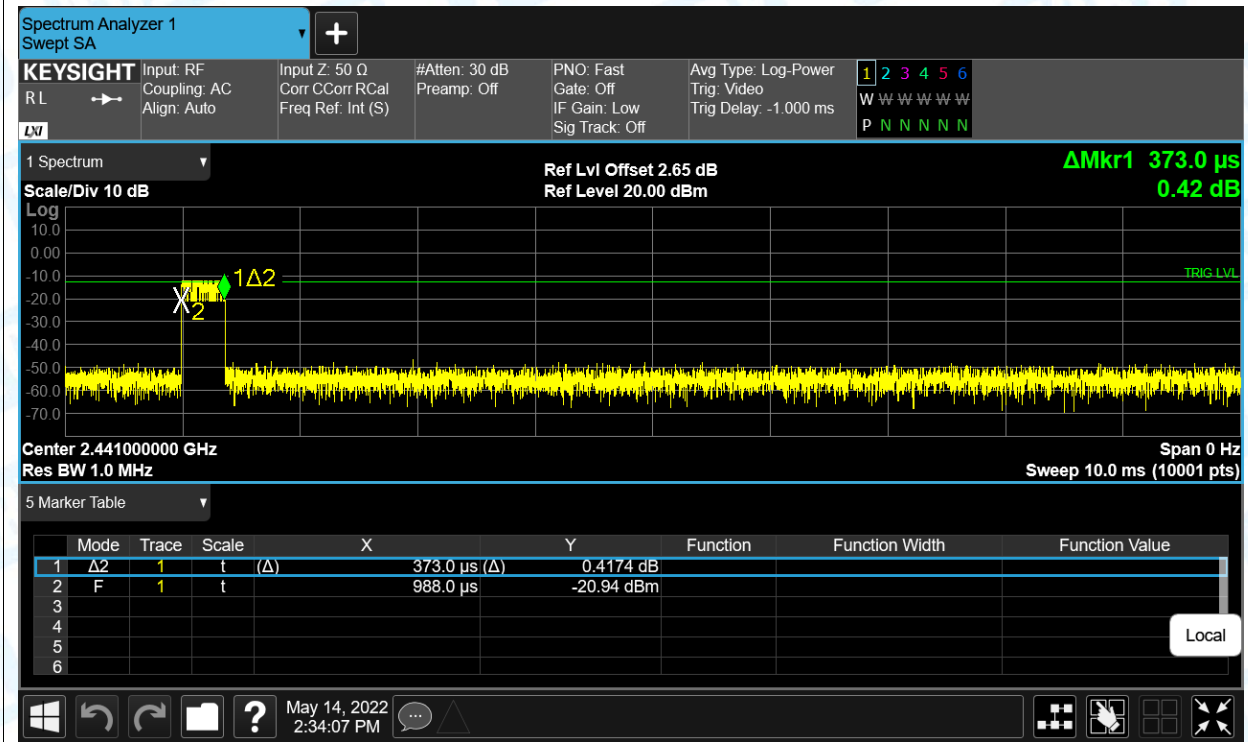 Spectrum Analyzer 1
Swept SA
+
KEYSIGHT
R L
LXI
Input: RF
Coupling: AC
Align: Auto
Input Z: 50 Ω
Corr CCorr RCal
Freq Ref: Int (S)
#Atten: 30 dB
Preamp: Off
PNO: Fast
Gate: Off
IF Gain: Low
Sig Track: Off
Avg Type: Log-Power
Trig: Video
Trig Delay: -1.000 ms
1 2 3 4 5 6
W W W W W W
P N N N N N
1 Spectrum
Scale/Div 10 dB
Ref Lvl Offset 2.65 dB
Ref Level 20.00 dBm
ΔMkr1 373.0 µs
0.42 dB
Log
10.0
0.00
-10.0
-20.0
-30.0
-40.0
-50.0
-60.0
-70.0
1Δ2
2
TRIG LVL
Center 2.441000000 GHz
Span 0 Hz
Res BW 1.0 MHz
Sweep 10.0 ms (10001 pts)
5 Marker Table
Mode Trace Scale X Y Function Function Width Function Value
1 Δ2 1 t (Δ) 373.0 µs (Δ) 0.4174 dB
2 F 1 t 988.0 µs -20.94 dBm
3
4
5
6
Local
?
May 14, 2022
2:34:07 PM